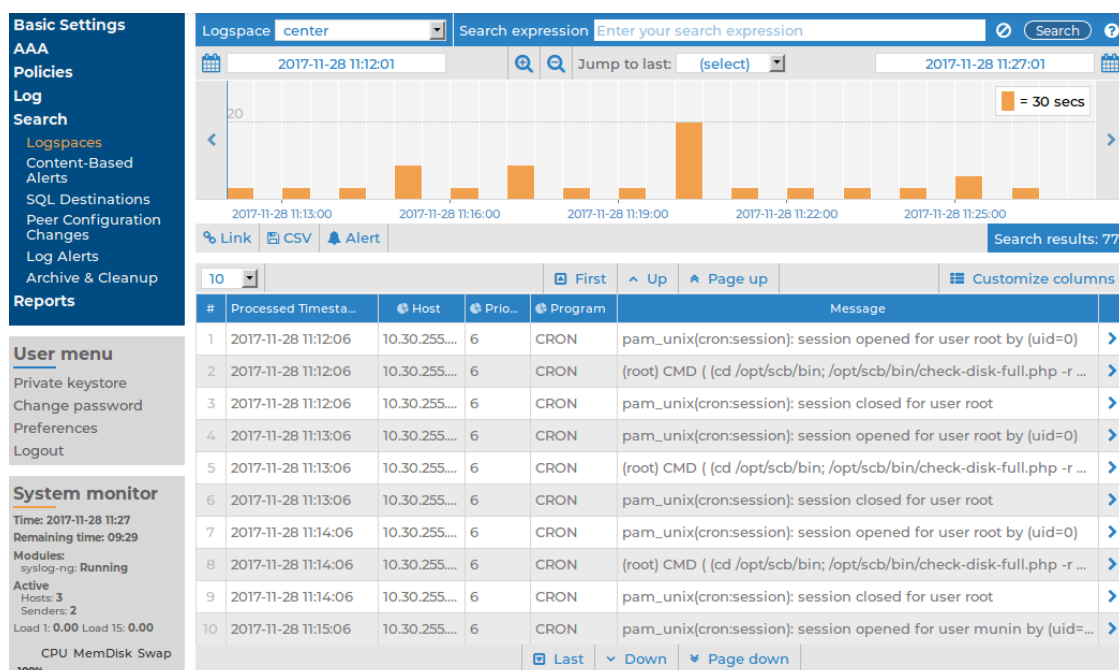 Basic Settings
AAA
Policies
Log
Search
Logspaces
Content-Based
Alerts
SQL Destinations
Peer Configuration
Changes
Log Alerts
Archive & Cleanup
Reports
User menu
Private keystore
Change password
Preferences
Logout
System monitor
Time: 2017-11-28 11:27
Remaining time: 09:29
Modules:
syslog-ng: Running
Active
Hosts: 3
Senders: 2
Load 1: 0.00 Load 15: 0.00
CPU MemDisk Swap
100%
Logspace center Search expression Enter your search expression Search
2017-11-28 11:12:01 Jump to last: (select) 2017-11-28 11:27:01
= 30 secs
20
2017-11-28 11:13:00 2017-11-28 11:16:00 2017-11-28 11:19:00 2017-11-28 11:22:00 2017-11-28 11:25:00
Link CSV Alert Search results: 77
10 First Up Page up Customize columns
# Processed Timesta... Host Prio... Program Message
1 2017-11-28 11:12:06 10.30.255.... 6 CRON pam_unix(cron:session): session opened for user root by (uid=0)
2 2017-11-28 11:12:06 10.30.255.... 6 CRON (root) CMD ( (cd /opt/scb/bin; /opt/scb/bin/check-disk-full.php -r ...
3 2017-11-28 11:12:06 10.30.255.... 6 CRON pam_unix(cron:session): session closed for user root
4 2017-11-28 11:13:06 10.30.255.... 6 CRON pam_unix(cron:session): session opened for user root by (uid=0)
5 2017-11-28 11:13:06 10.30.255.... 6 CRON (root) CMD ( (cd /opt/scb/bin; /opt/scb/bin/check-disk-full.php -r ...
6 2017-11-28 11:13:06 10.30.255.... 6 CRON pam_unix(cron:session): session closed for user root
7 2017-11-28 11:14:06 10.30.255.... 6 CRON pam_unix(cron:session): session opened for user root by (uid=0)
8 2017-11-28 11:14:06 10.30.255.... 6 CRON (root) CMD ( (cd /opt/scb/bin; /opt/scb/bin/check-disk-full.php -r ...
9 2017-11-28 11:14:06 10.30.255.... 6 CRON pam_unix(cron:session): session closed for user root
10 2017-11-28 11:15:06 10.30.255.... 6 CRON pam_unix(cron:session): session opened for user munin by (uid=...
Last Down Page down